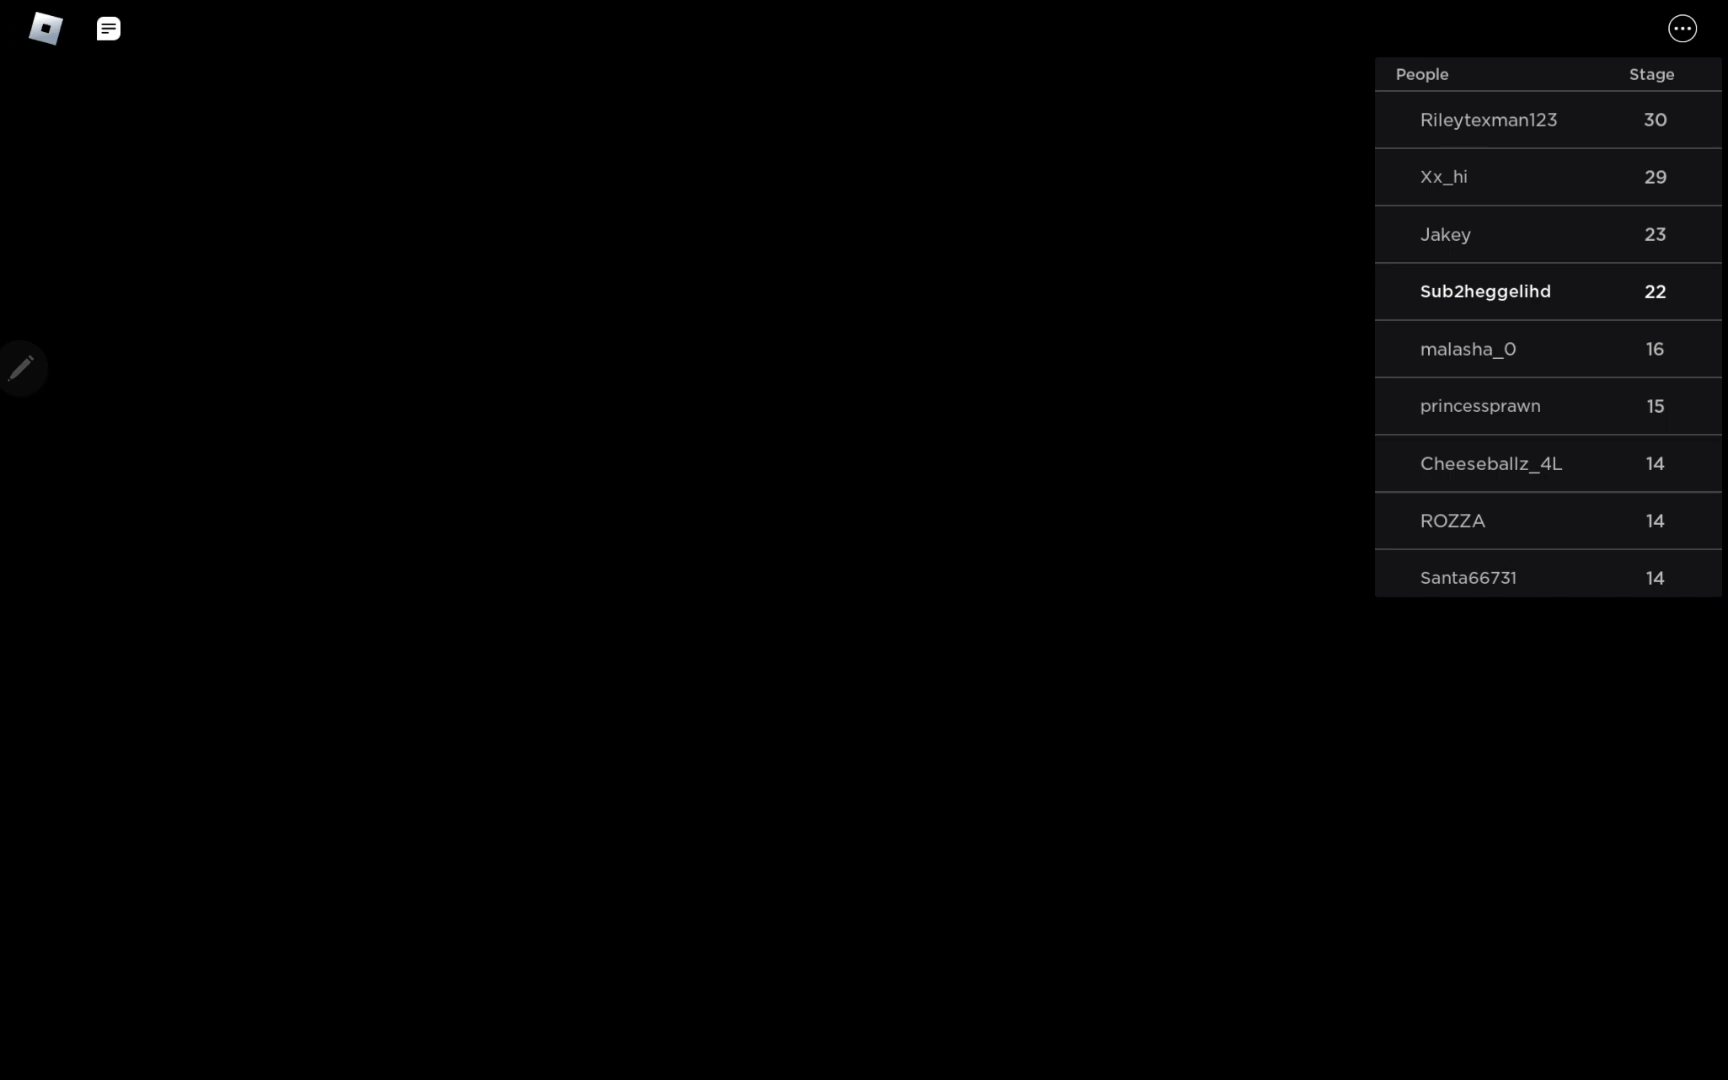 People Stage
Rileytexman123 30
Xx_hi 29
Jakey 23
Sub2heggelihd 22
malasha_0 16
princessprawn 15
Cheeseballz_4L 14
ROZZA 14
Santa66731 14